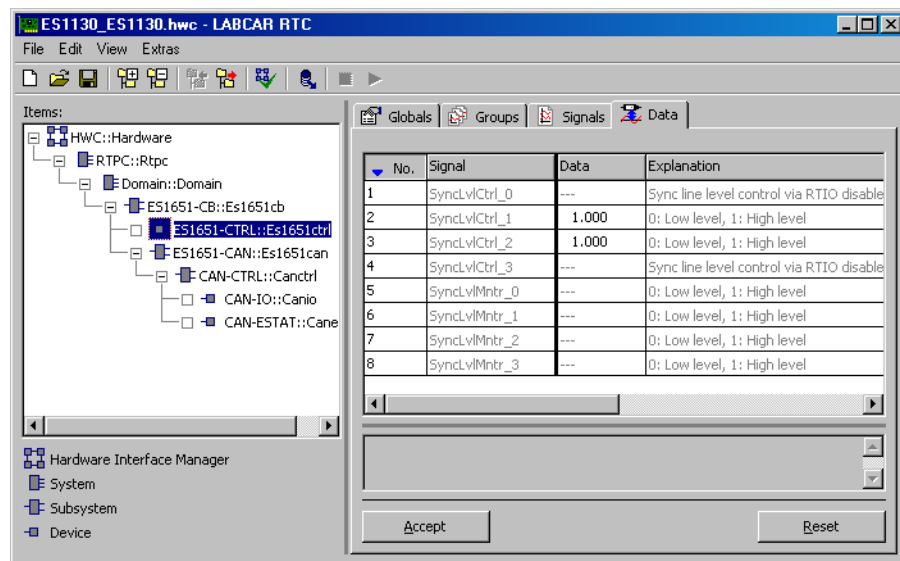 ES1130_ES1130.hwc - LABCAR RTC
File Edit View Extras
Items:
HWC::Hardware
RTPC::Rtpc
Domain::Domain
ES1651-CB::Es1651cb
ES1651-CTRL::Es1651ctrl
ES1651-CAN::Es1651can
CAN-CTRL::Canctrl
CAN-IO::Canio
CAN-ESTAT::Cane
Hardware Interface Manager
System
Subsystem
Device
Globals Groups Signals Data
No. Signal Data Explanation
1 SyncLvlCtrl_0 --- Sync line level control via RTIO disable
2 SyncLvlCtrl_1 1.000 0: Low level, 1: High level
3 SyncLvlCtrl_2 1.000 0: Low level, 1: High level
4 SyncLvlCtrl_3 --- Sync line level control via RTIO disable
5 SyncLvlMntr_0 --- 0: Low level, 1: High level
6 SyncLvlMntr_1 --- 0: Low level, 1: High level
7 SyncLvlMntr_2 --- 0: Low level, 1: High level
8 SyncLvlMntr_3 --- 0: Low level, 1: High level
Accept Reset